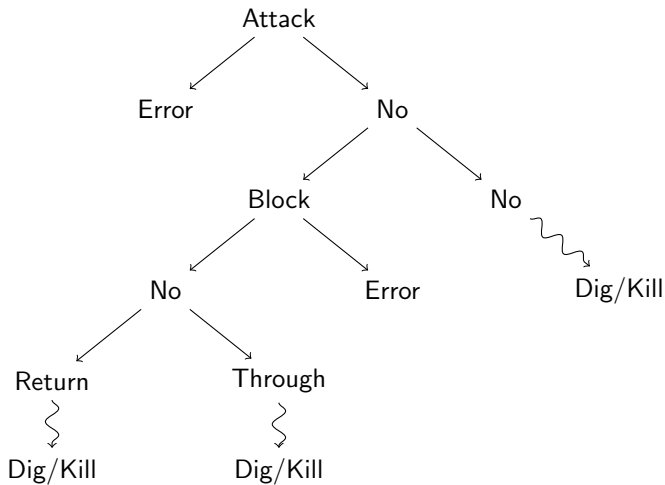 Attack
Error
No
Block
No
No
Error
Dig/Kill
Return
Through
Dig/Kill
Dig/Kill